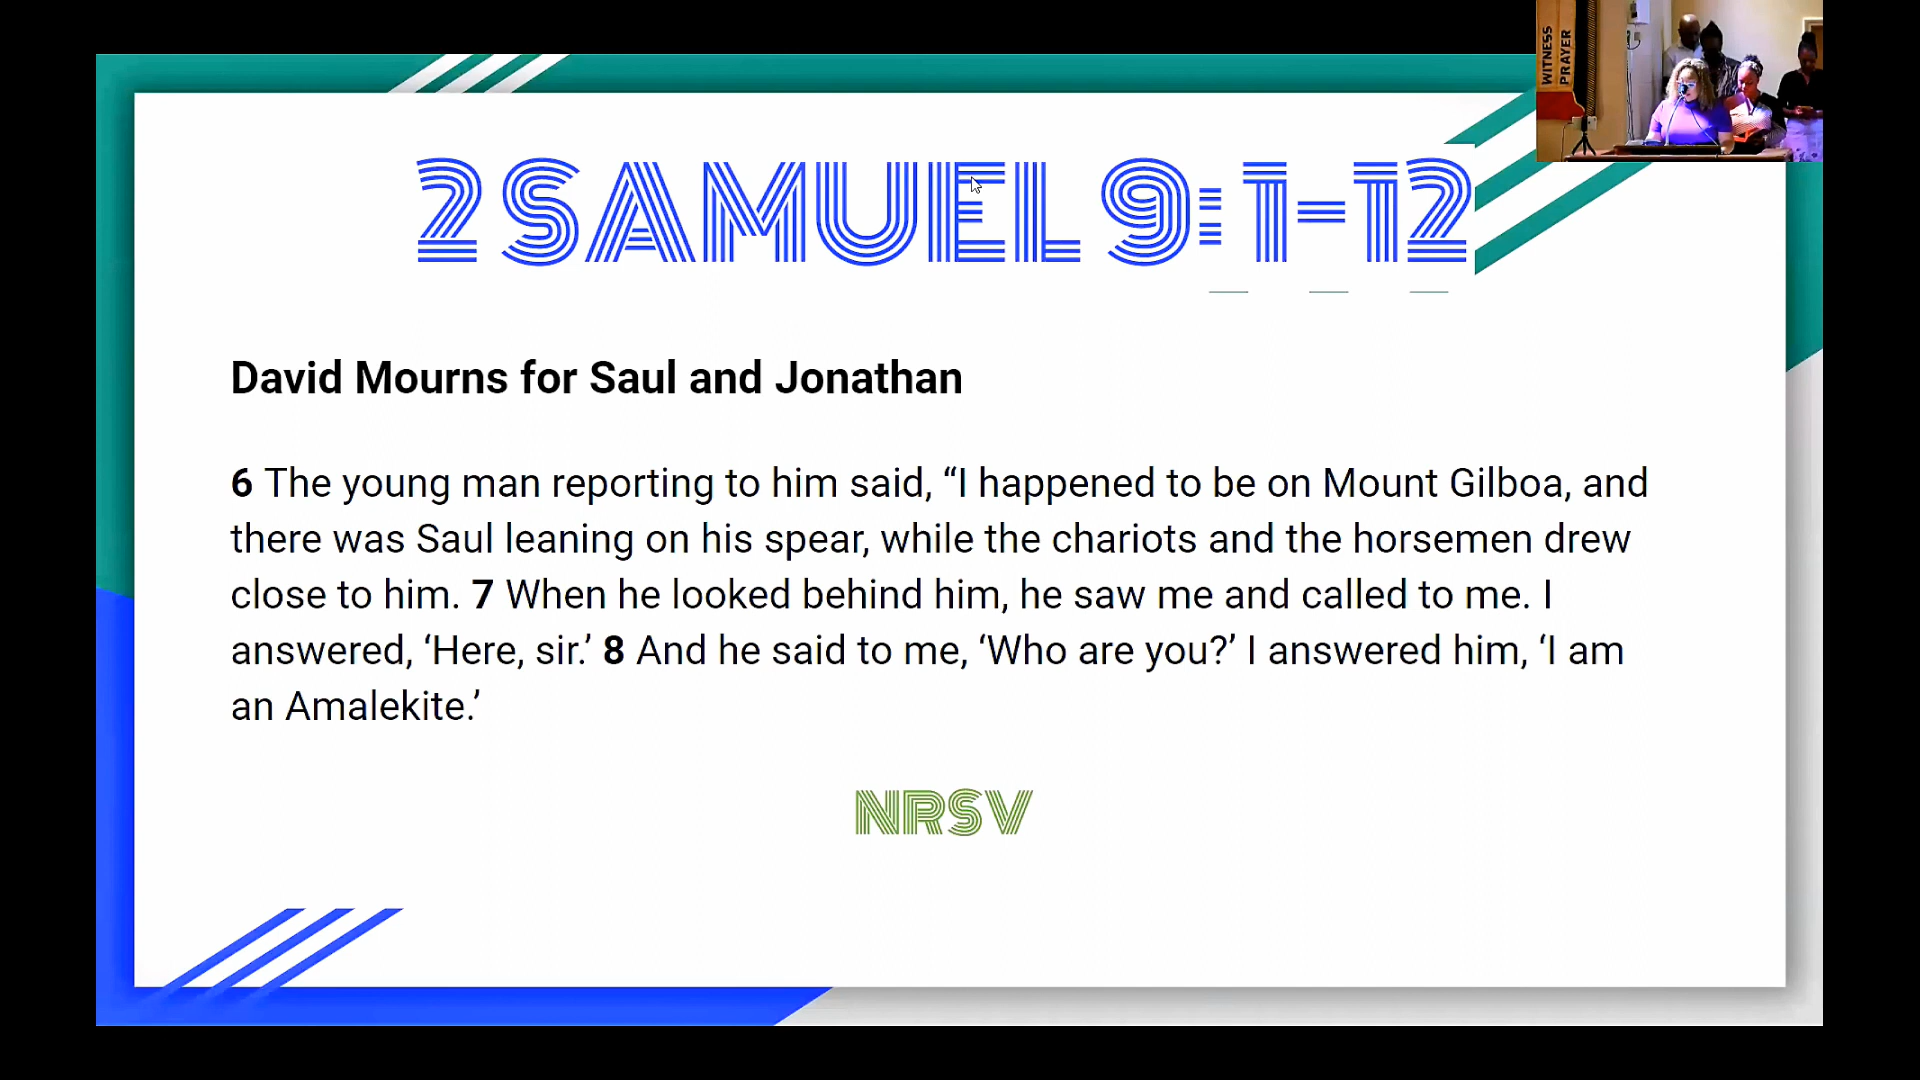 WITNESS
PRAYER
2 SAMUEL 9:1-12
David Mourns for Saul and Jonathan
6 The young man reporting to him said, “I happened to be on Mount Gilboa, and
there was Saul leaning on his spear, while the chariots and the horsemen drew
close to him. 7 When he looked behind him, he saw me and called to me. I
answered, ‘Here, sir.’ 8 And he said to me, ‘Who are you?’ I answered him, ‘I am
an Amalekite.’
NRSV